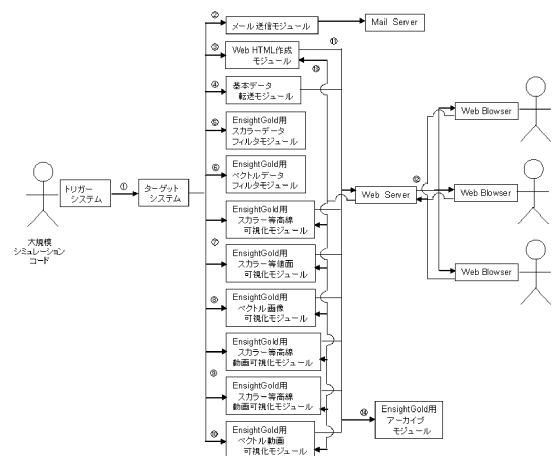 ②
メール送信モジュール
Mail Server
③
Web HTML作成
モジュール
⑪
⑬
④
基本データ
転送モジュール
Web Blowser
⑤
EnsightGold用
スカラーデータ
フィルタモジュール
⑥
EnsightGold用
ベクトルデータ
フィルタモジュール
トリガー
システム
①
ターゲット
システム
Web Server
⑫
Web Blowser
大規模
シミュレーション
コード
EnsightGold用
スカラー等高線
可視化モジュール
⑦
EnsightGold用
スカラー等値面
可視化モジュール
Web Blowser
⑧
EnsightGold用
ベクトル画像
可視化モジュール
EnsightGold用
スカラー等高線
動画可視化モジュール
⑨
EnsightGold用
スカラー等高線
動画可視化モジュール
⑭
EnsightGold用
アーカイブ
モジュール
⑩
EnsightGold用
ベクトル動画
可視化モジュール